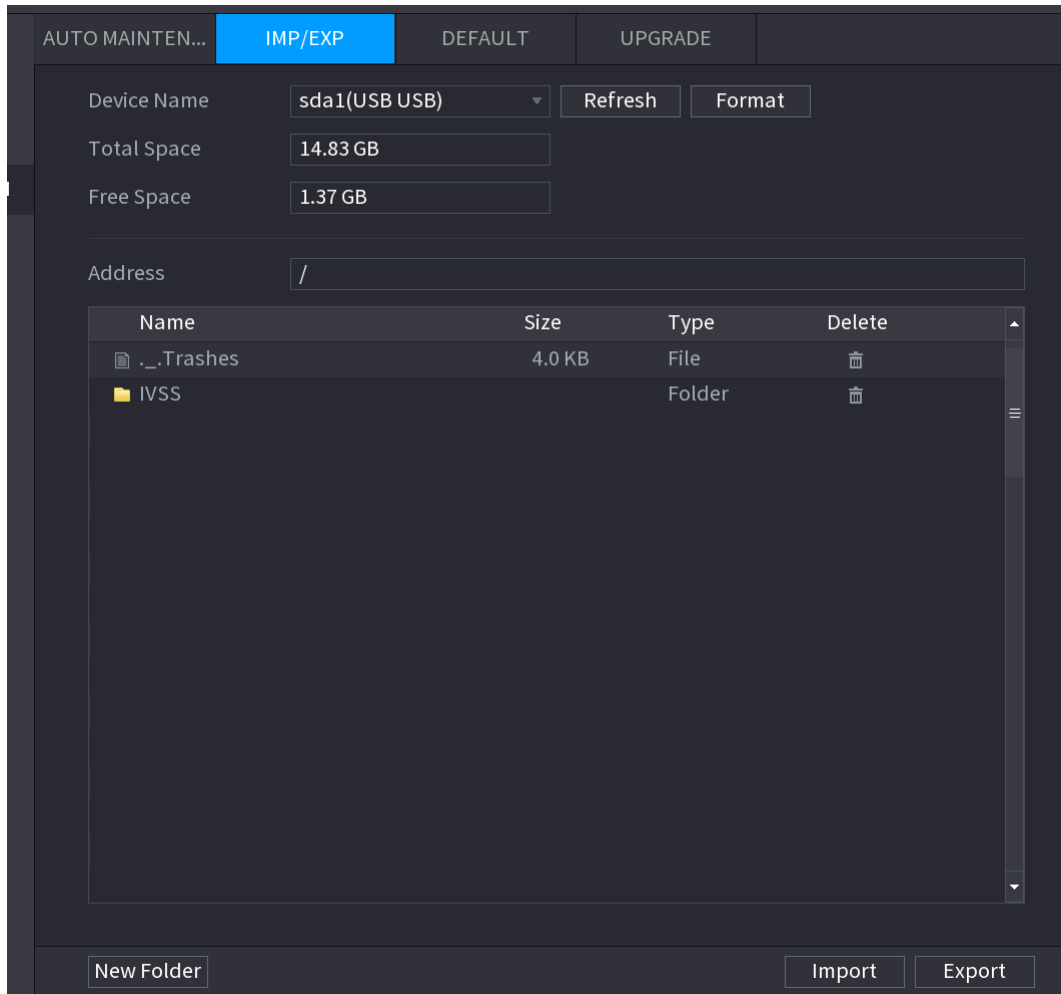 AUTO MAINTEN... IMP/EXP DEFAULT UPGRADE
Device Name sda1(USB USB) Refresh Format
Total Space 14.83 GB
Free Space 1.37 GB
Address /
Name Size Type Delete
._.Trashes 4.0 KB File
IVSS Folder
New Folder Import Export